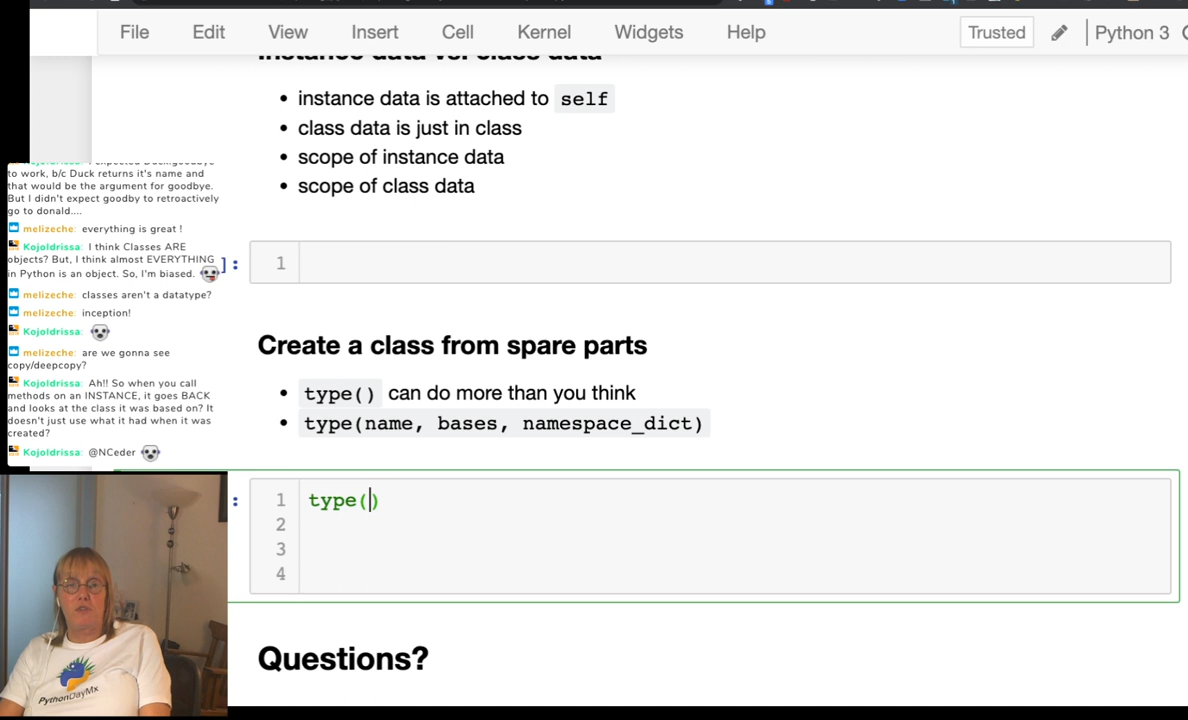 File Edit View Insert Cell Kernel Widgets Help Trusted Python 3
Instance data vs. class data
• instance data is attached to self
• class data is just in class
• scope of instance data
• scope of class data
to work, b/c Duck returns it's name and
that would be the argument for goodbye.
But I didn't expect goodby to retroactively
go to donald....
melizeche: everything is great !
Kojoldrissa: I think Classes ARE
objects? But, I think almost EVERYTHING
in Python is an object. So, I'm biased.
melizeche: classes aren't a datatype?
melizeche: inception!
Kojoldrissa:
melizeche: are we gonna see
copy/deepcopy?
Kojoldrissa: Ah!! So when you call
methods on an INSTANCE, it goes BACK
and looks at the class it was based on? It
doesn't just use what it had when it was
created?
Kojoldrissa: @NCeder
]:
1
Create a class from spare parts
• type() can do more than you think
• type(name, bases, namespace_dict)
:
1 type()
2
3
4
Questions?
PythonDayMx